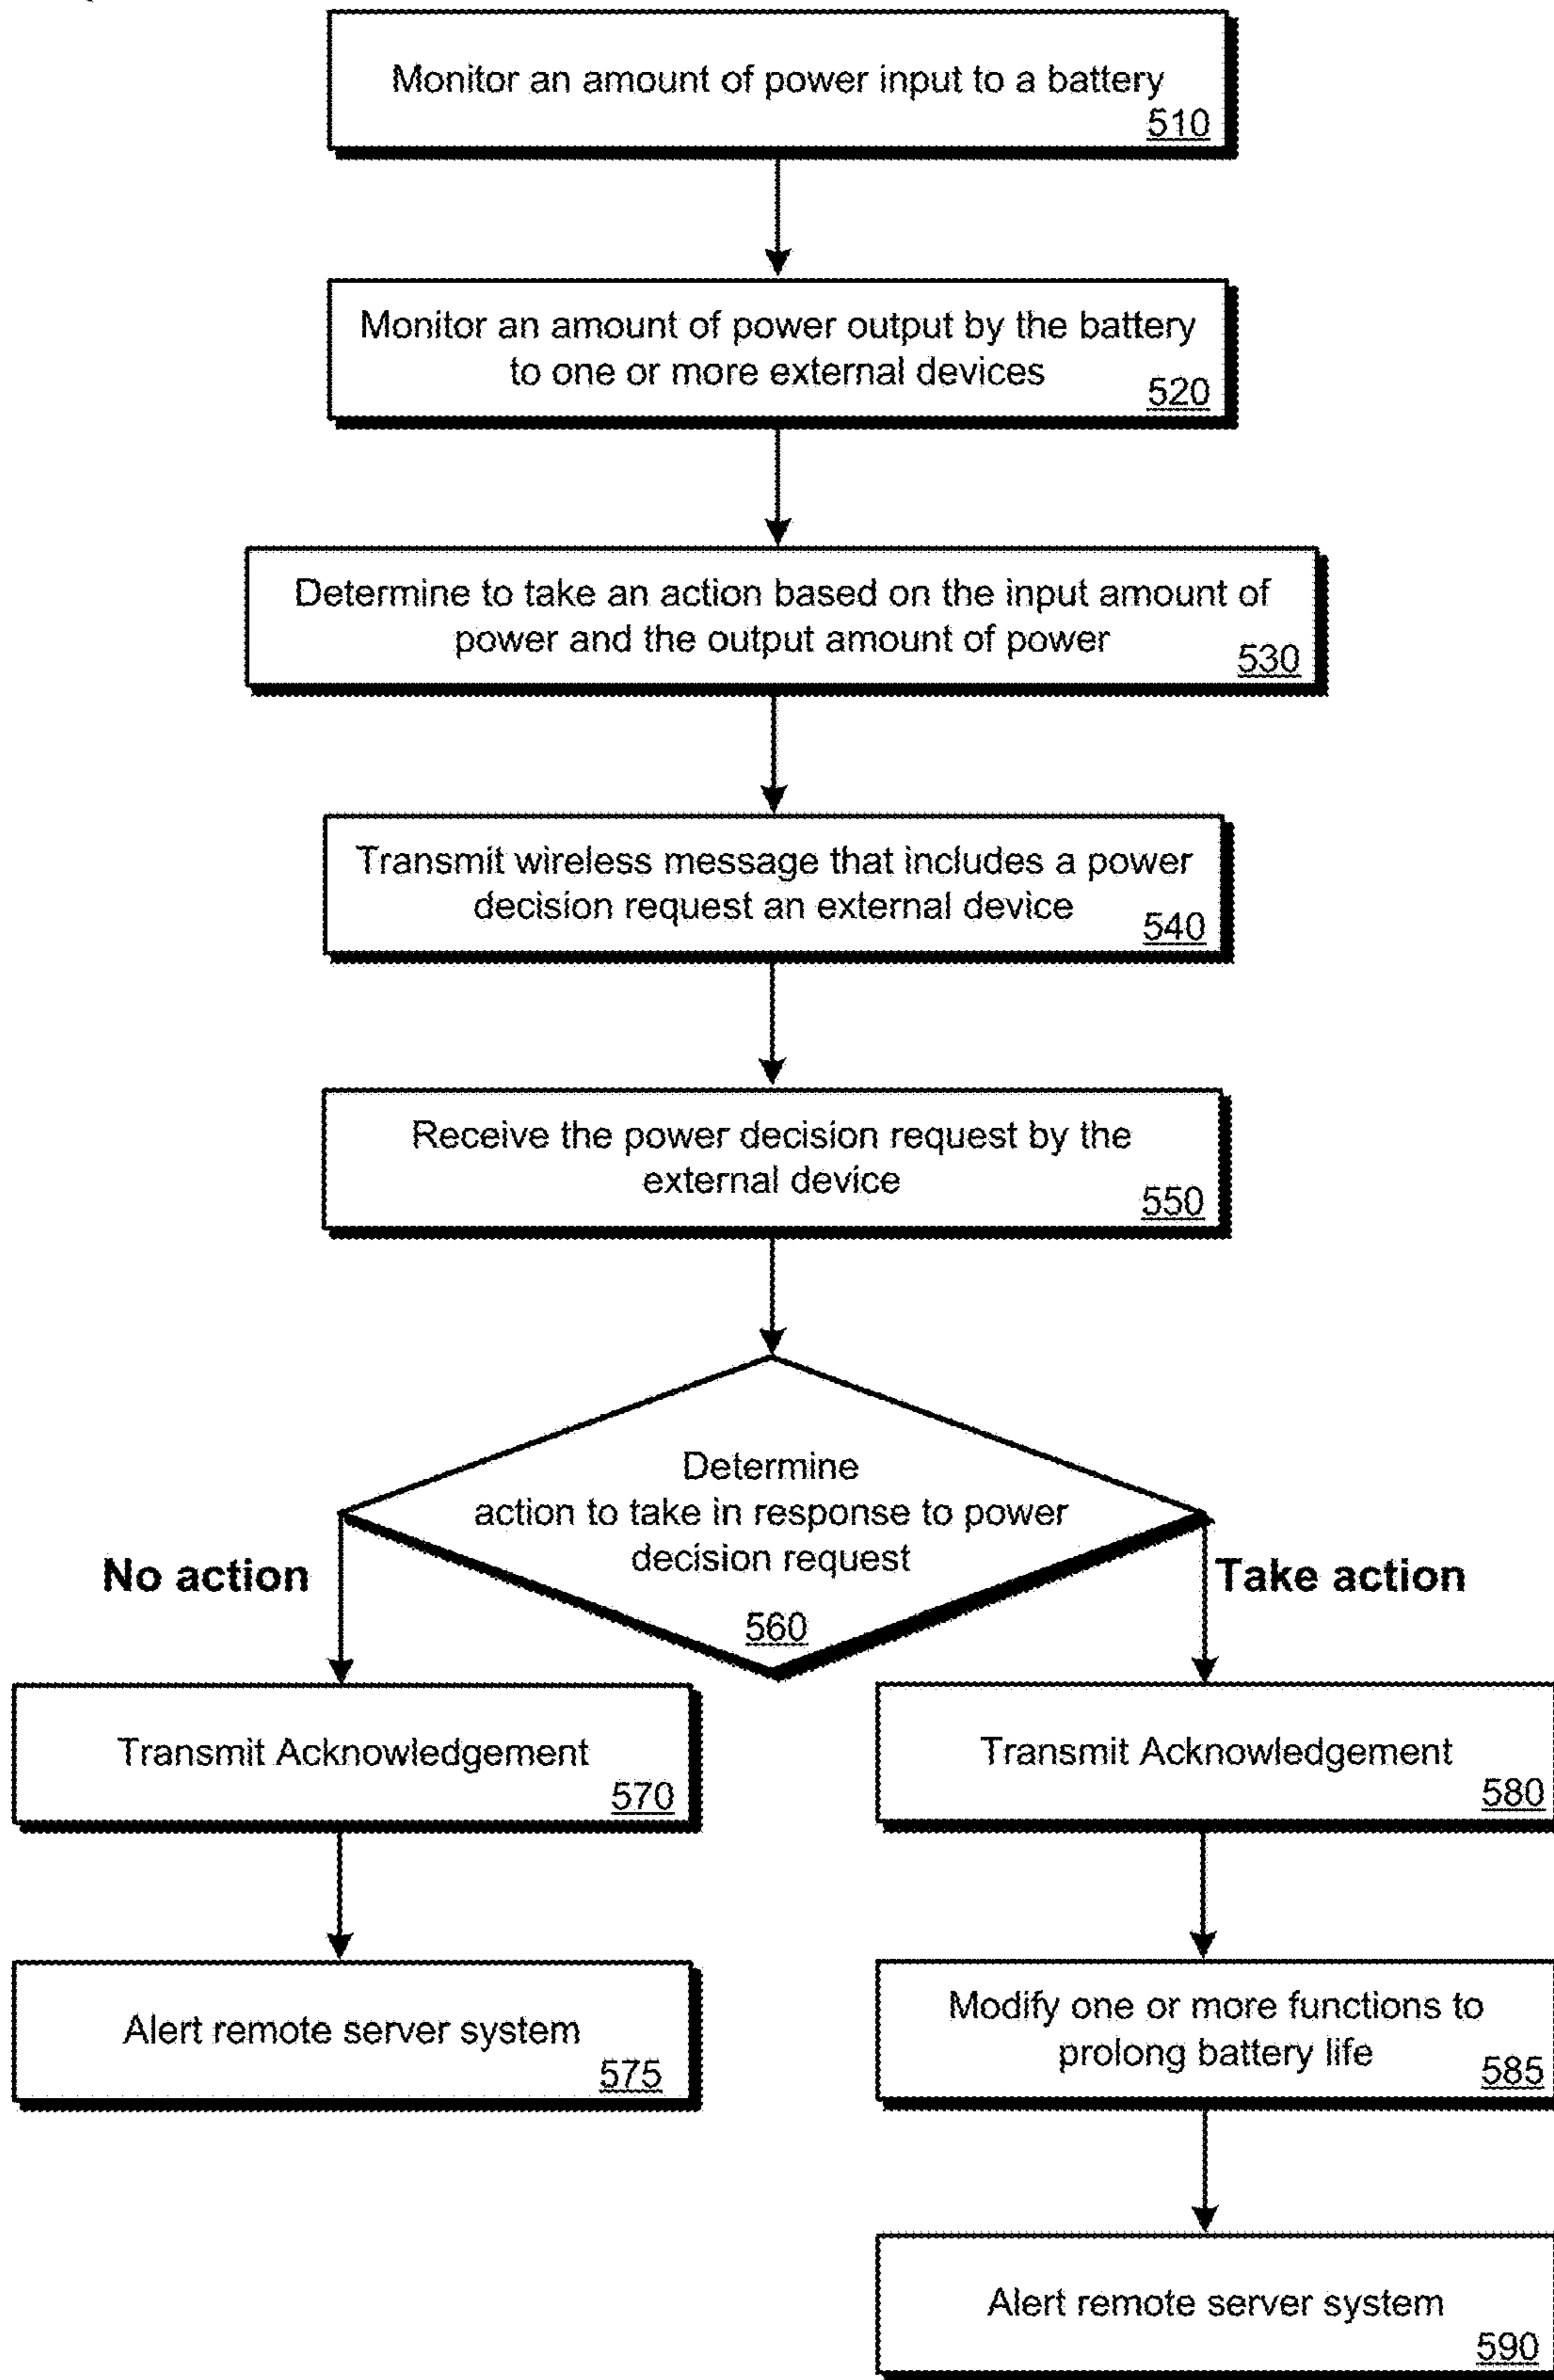 Monitor an amount of power input to a battery
510
Monitor an amount of power output by the battery
to one or more external devices
520
Determine to take an action based on the input amount of
power and the output amount of power
530
Transmit wireless message that includes a power
decision request an external device
540
Receive the power decision request by the
external device
550
Determine
action to take in response to power
decision request
560
No action
Take action
Transmit Acknowledgement
570
Transmit Acknowledgement
580
Alert remote server system
575
Modify one or more functions to
prolong battery life
585
Alert remote server system
590